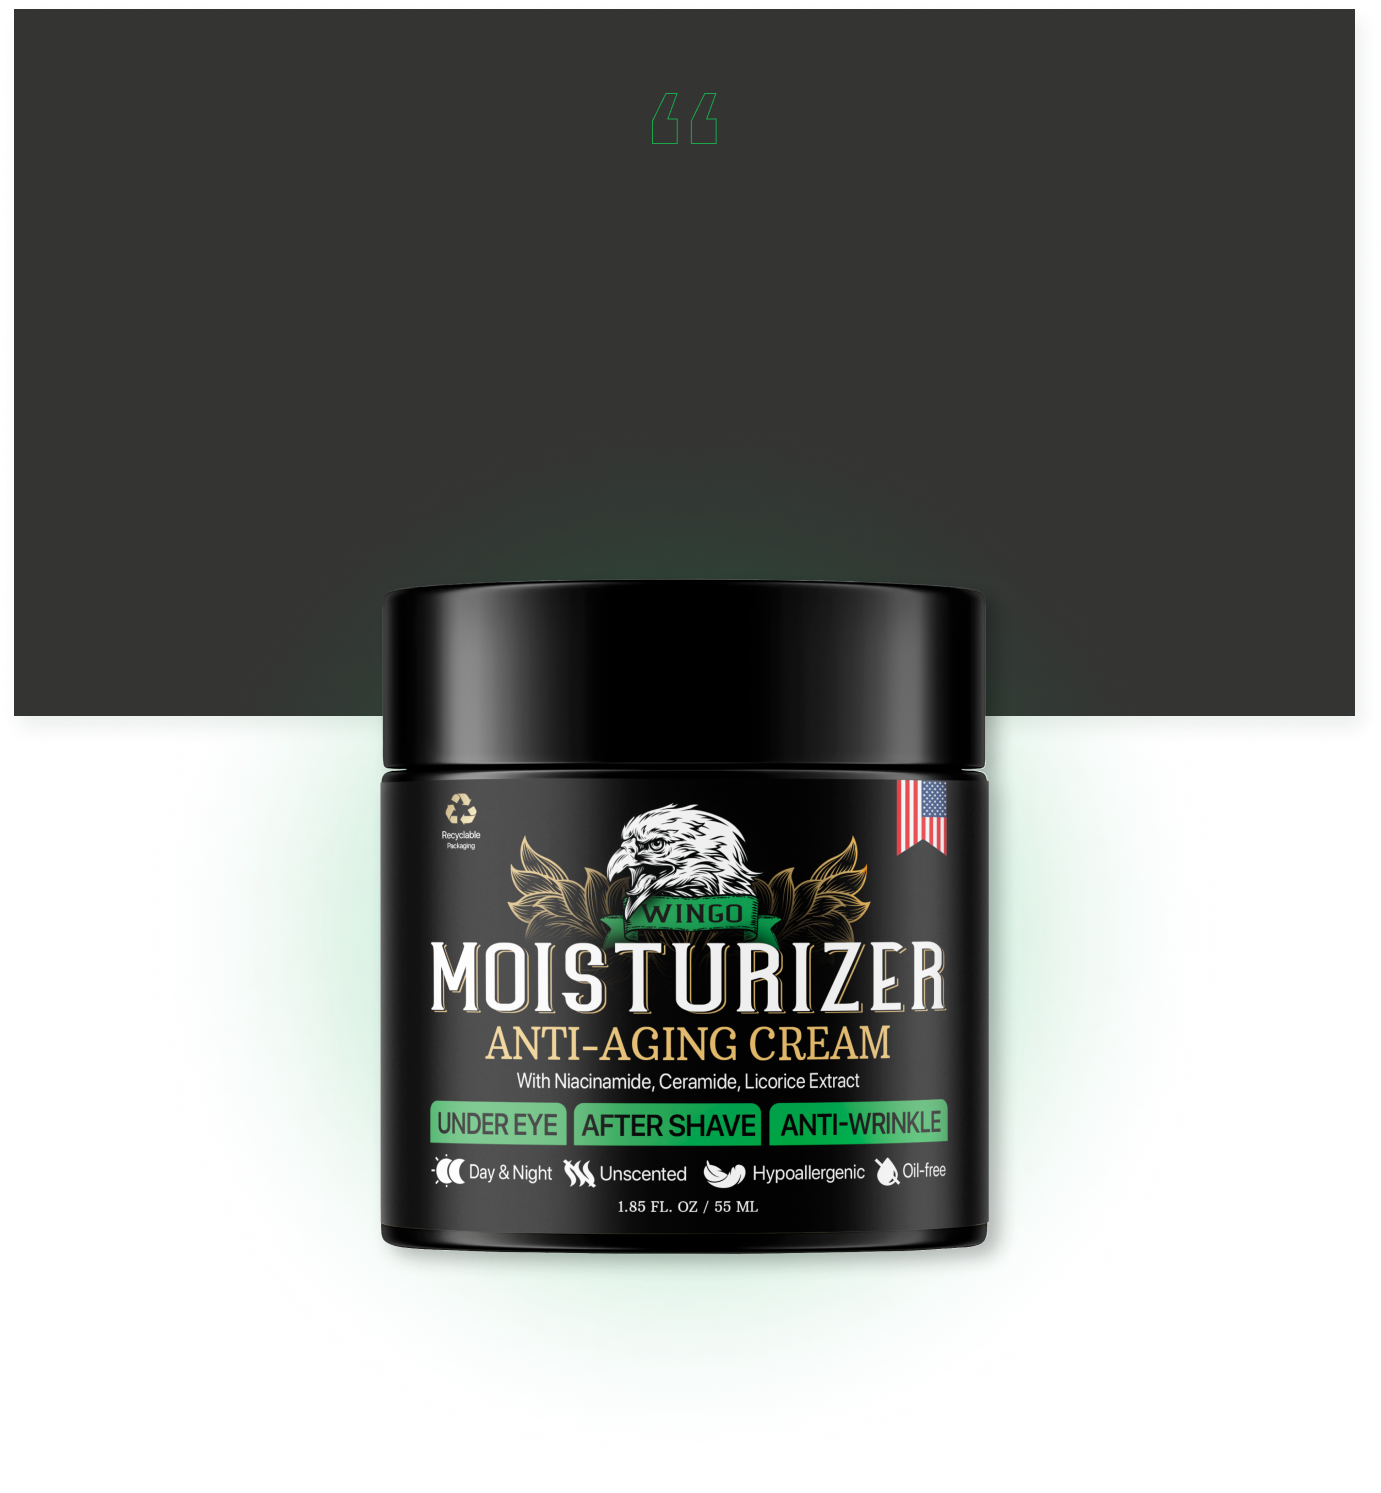 “
Recyclable
Packaging
WINGO
MOISTURIZER
ANTI-AGING CREAM
With Niacinamide, Ceramide, Licorice Extract
UNDER EYE AFTER SHAVE ANTI-WRINKLE
Day & Night Unscented Hypoallergenic Oil-free
1.85 FL. OZ / 55 ML